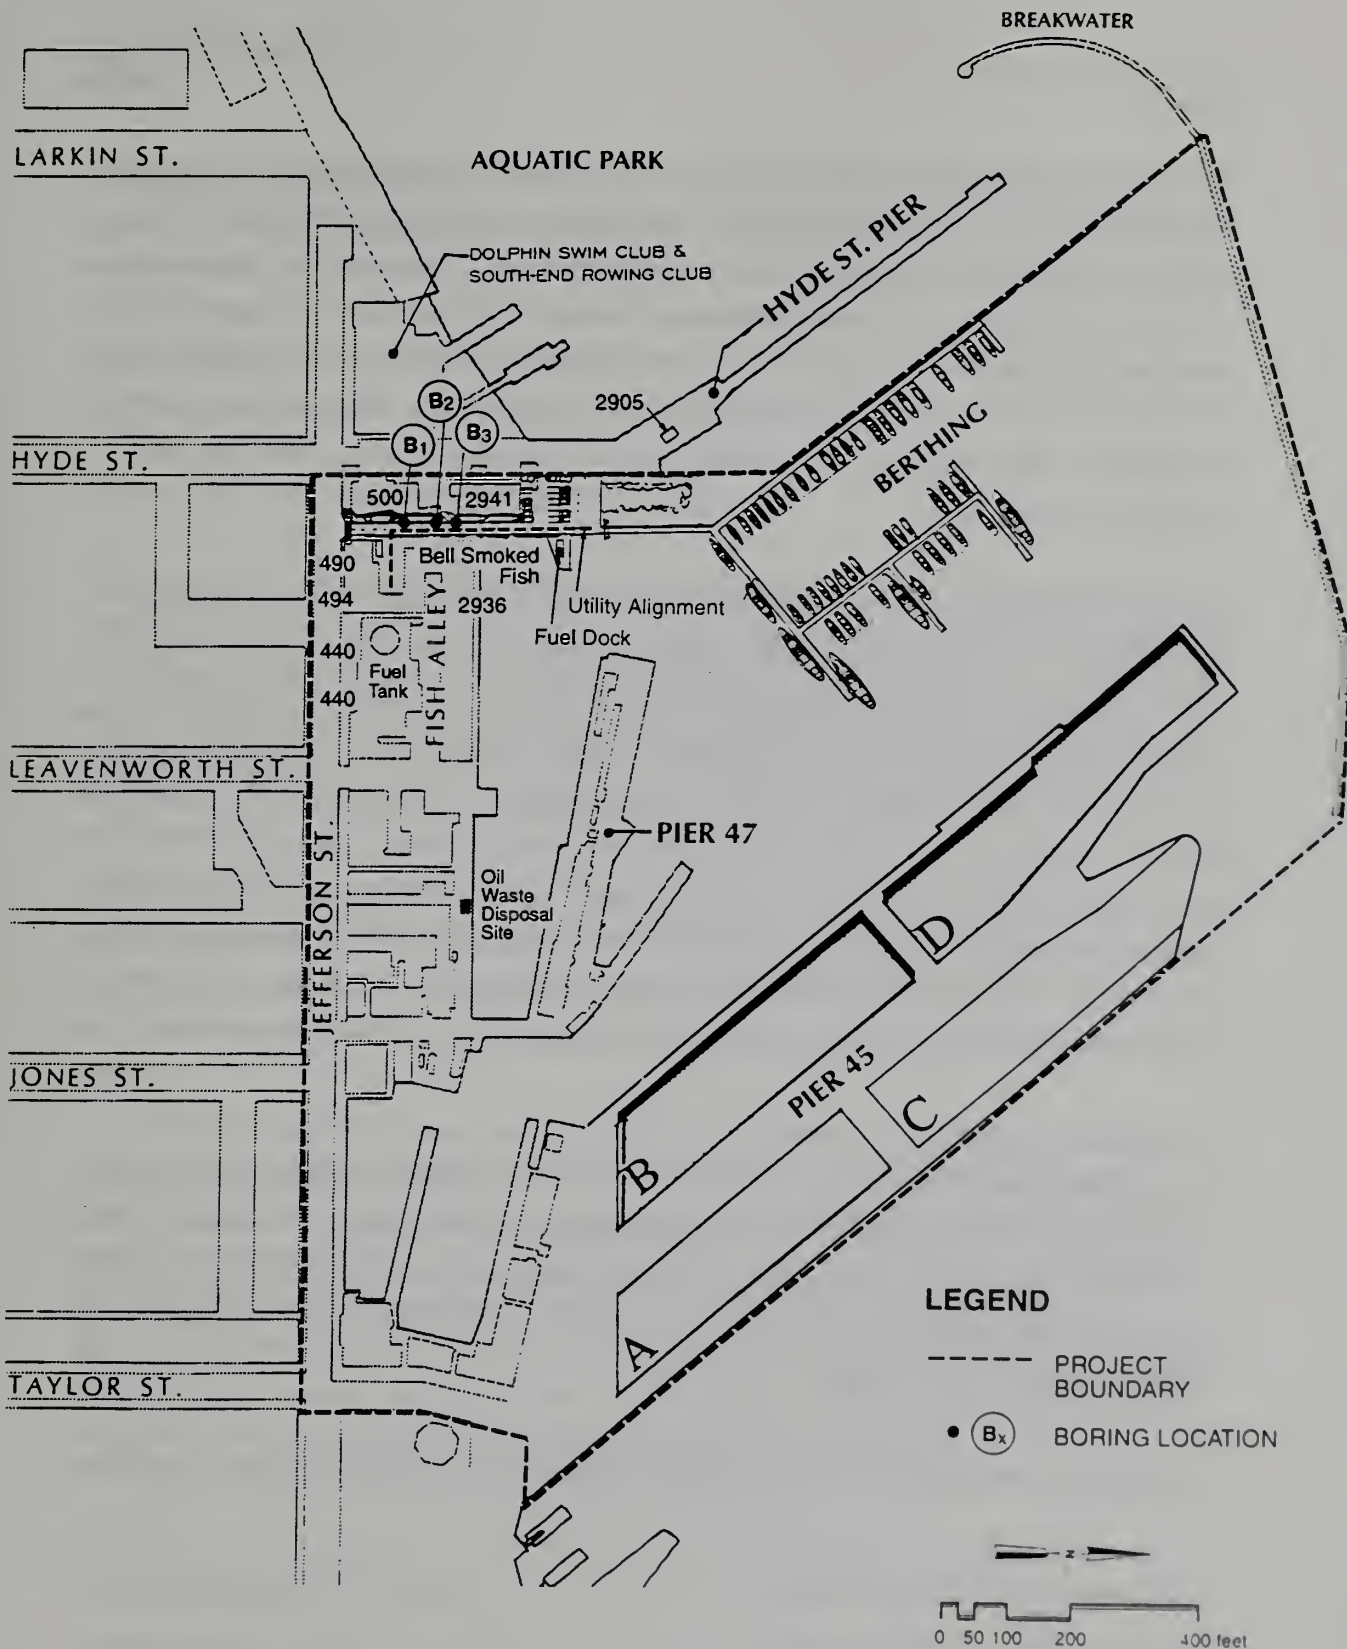 BREAKWATER
LARKIN ST.
AQUATIC PARK
DOLPHIN SWIM CLUB &
SOUTH-END ROWING CLUB
HYDE ST. PIER
2905
B2
B1
B3
HYDE ST.
500
2941
BERTHING
490
Bell Smoked
Fish
494
2936
Utility Alignment
Fuel Dock
440
Fuel
Tank
440
FISH ALLEY
LEAVENWORTH ST.
JEFFERSON ST.
PIER 47
Oil
Waste
Disposal
Site
D
JONES ST.
PIER 45
C
B
A
TAYLOR ST.
LEGEND
PROJECT
BOUNDARY
Bx
BORING LOCATION
z
0 50 100 200 400 feet